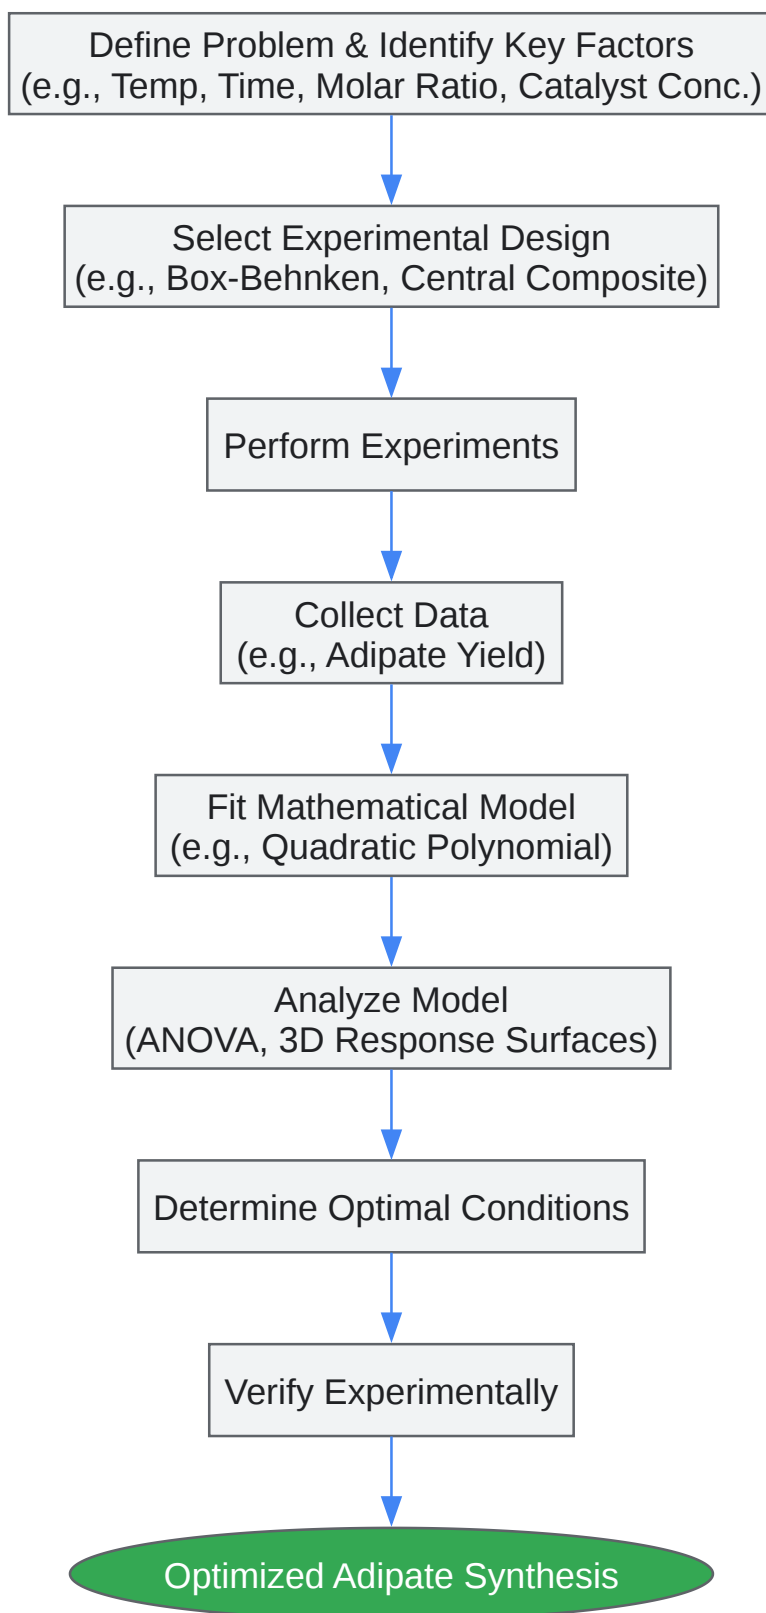 Define Problem & Identify Key Factors
(e.g., Temp, Time, Molar Ratio, Catalyst Conc.)
Select Experimental Design
(e.g., Box-Behnken, Central Composite)
Perform Experiments
Collect Data
(e.g., Adipate Yield)
Fit Mathematical Model
(e.g., Quadratic Polynomial)
Analyze Model
(ANOVA, 3D Response Surfaces)
Determine Optimal Conditions
Verify Experimentally
Optimized Adipate Synthesis